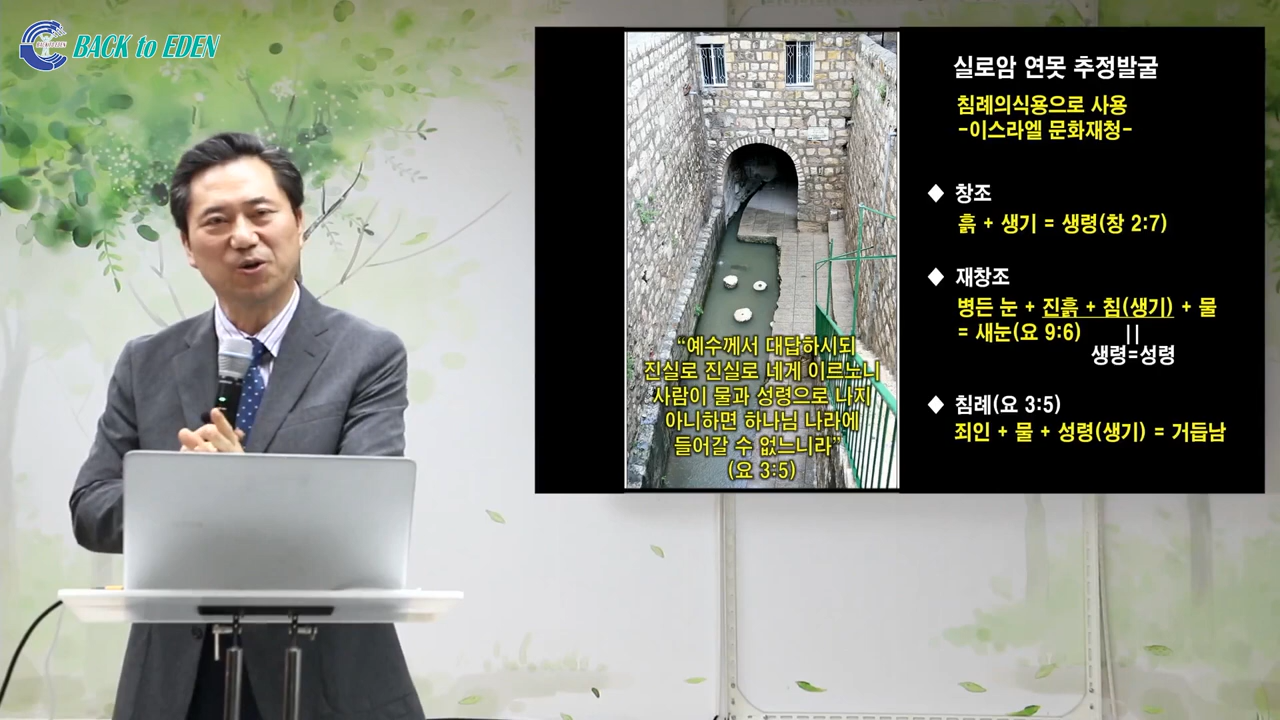 BACK to EDEN
실로암 연못 추정발굴
침례의식용으로 사용
-이스라엘 문화재청-
◆ 창조
흙 + 생기 = 생령(창 2:7)
◆ 재창조
병든 눈 + 진흙 + 침(생기) + 물
= 새눈(요 9:6)
||
생령=성령
◆ 침례(요 3:5)
죄인 + 물 + 성령(생기) = 거듭남
“예수께서 대답하시되
진실로 진실로 네게 이르노니
사람이 물과 성령으로 나지
아니하면 하나님 나라에
들어갈 수 없느니라”
(요 3:5)